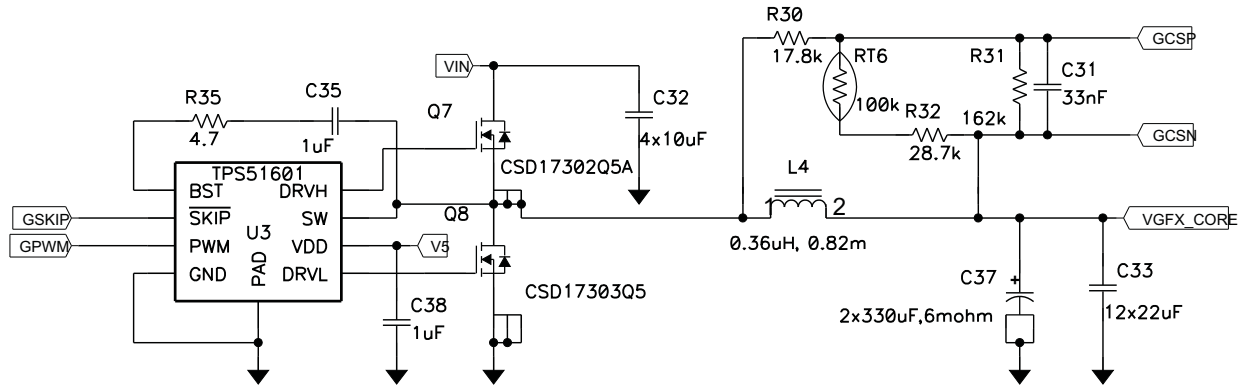 R30
17.8k
GCSP
RT6
100k
R31
162k
C31
33nF
R32
28.7k
GCSN
VIN
C32
4x10uF
R35
4.7
C35
1uF
Q7
CSD17302Q5A
TPS51601
BST
DRVH
SKIP
SW
PWM
VDD
GND
DRVL
U3
PAD
GSKIP
GPWM
V5
C38
1uF
Q8
CSD17303Q5
L4
1
2
0.36uH, 0.82m
VGFX_CORE
C37
+
2x330uF,6mohm
C33
12x22uF